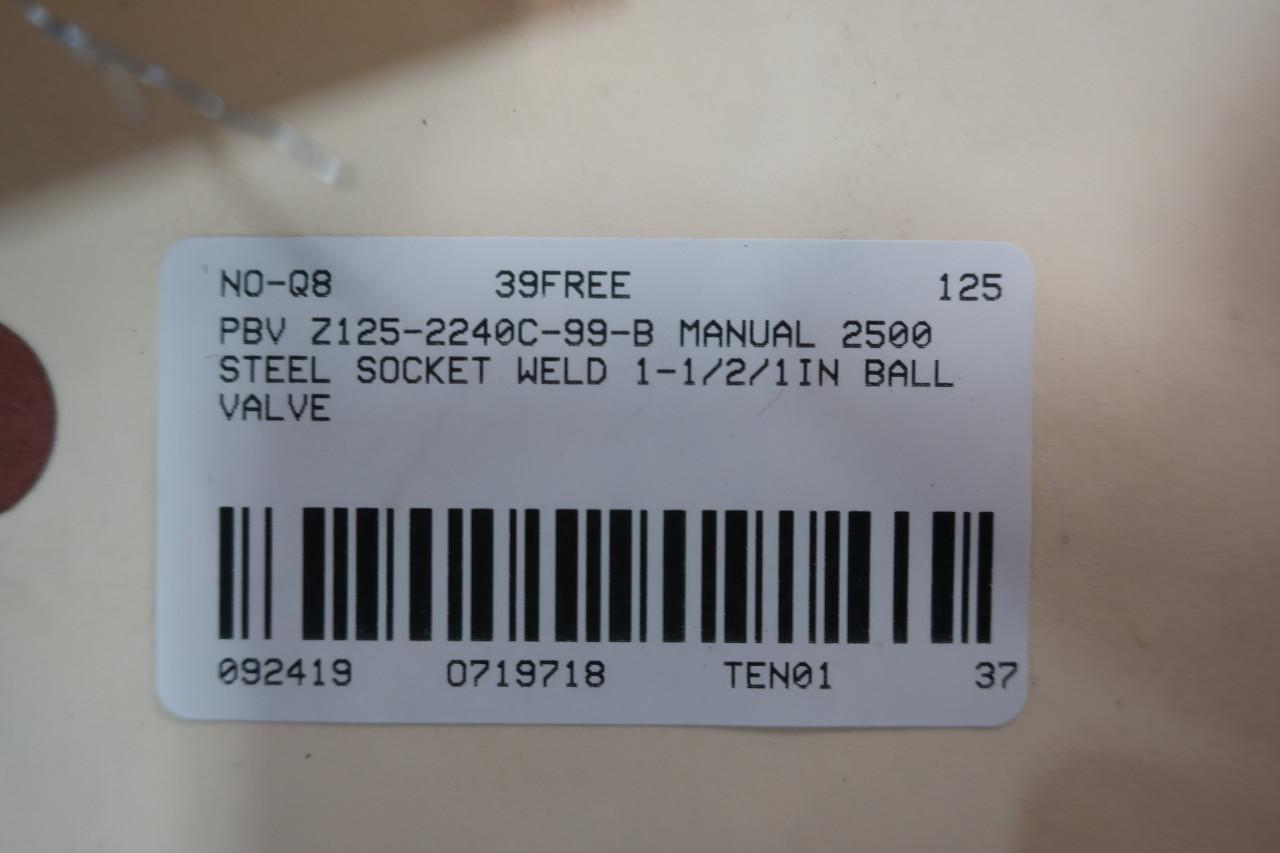 NO-Q8 39FREE 125
PBV Z125-2240C-99-B MANUAL 2500
STEEL SOCKET WELD 1-1/2/1IN BALL
VALVE
092419 O719718 TEN01 37